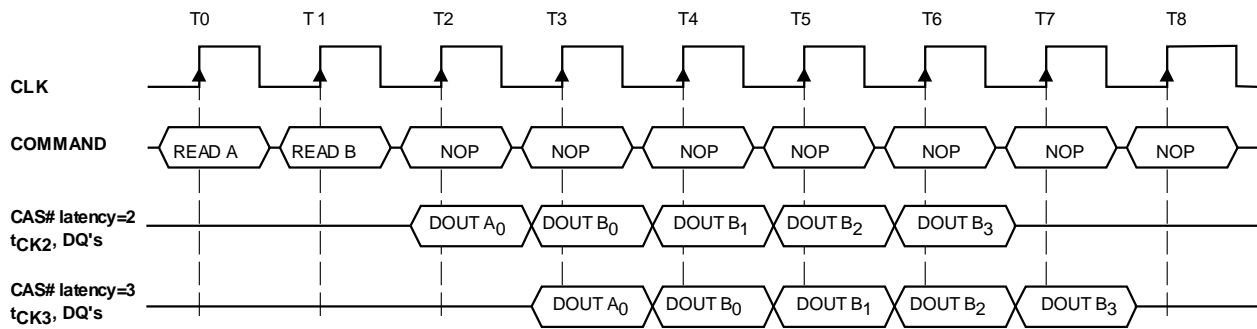 T0 T1 T2 T3 T4 T5 T6 T7 T8
CLK
COMMAND READ A READ B NOP NOP NOP NOP NOP NOP NOP
CAS# latency=2
tCK2, DQ's DOUT A0 DOUT B0 DOUT B1 DOUT B2 DOUT B3
CAS# latency=3
tCK3, DQ's DOUT A0 DOUT B0 DOUT B1 DOUT B2 DOUT B3